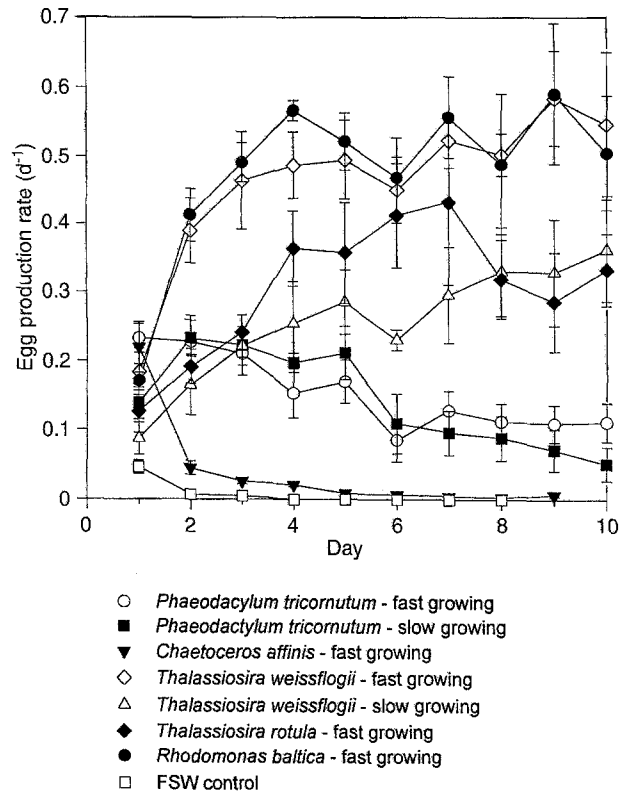 0.7
0.6
0.5
0.4
0.3
0.2
0.1
0
Egg production rate (d⁻¹)
0 2 4 6 8 10
Day
Phaeodacylum tricornutum - fast growing
Phaeodactylum tricornutum - slow growing
Chaetoceros affinis - fast growing
Thalassiosira weissflogii - fast growing
Thalassiosira weissflogii - slow growing
Thalassiosira rotula - fast growing
Rhodomonas baltica - fast growing
FSW control